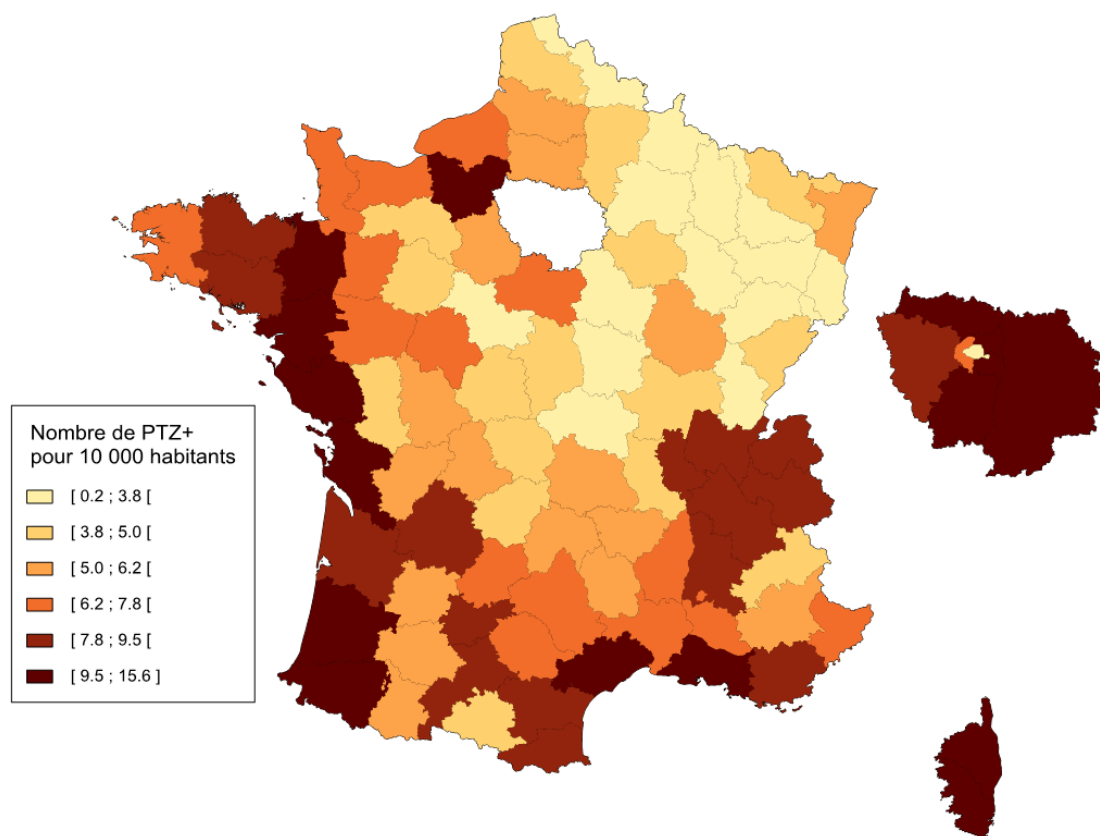 Nombre de PTZ+
pour 10 000 habitants
[ 0.2 ; 3.8 [
[ 3.8 ; 5.0 [
[ 5.0 ; 6.2 [
[ 6.2 ; 7.8 [
[ 7.8 ; 9.5 [
[ 9.5 ; 15.6 ]